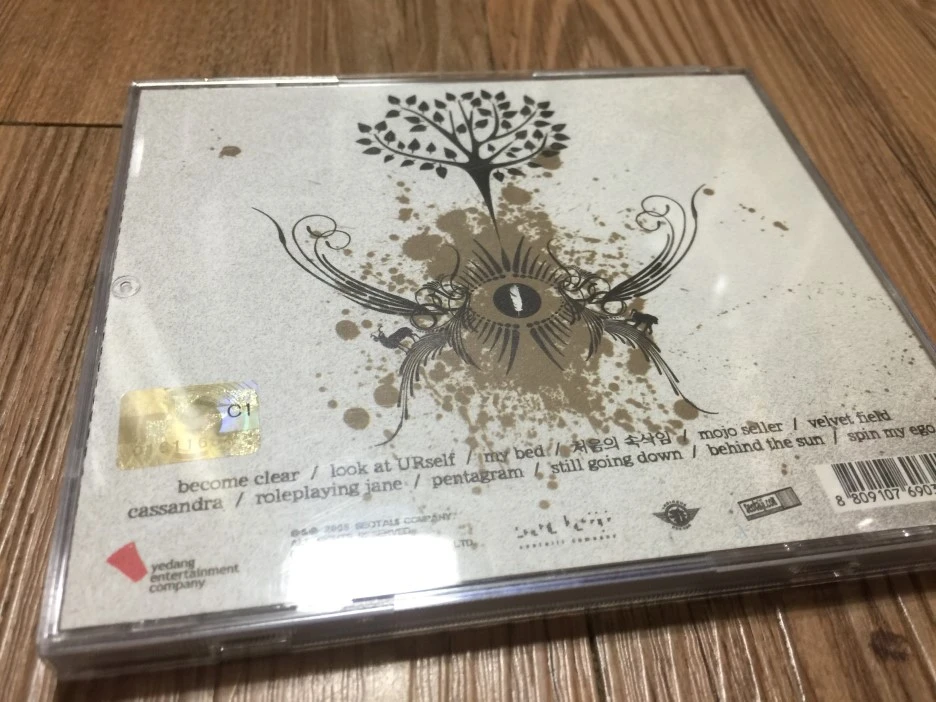 C1
become clear / look at URself / my bed / 처음의 속삭임 / mojo seller / velvet field
cassandra / roleplaying jane / pentagram / still going down / behind the sun / spin my ego
8 809107 6903
yedang
entertainment
company